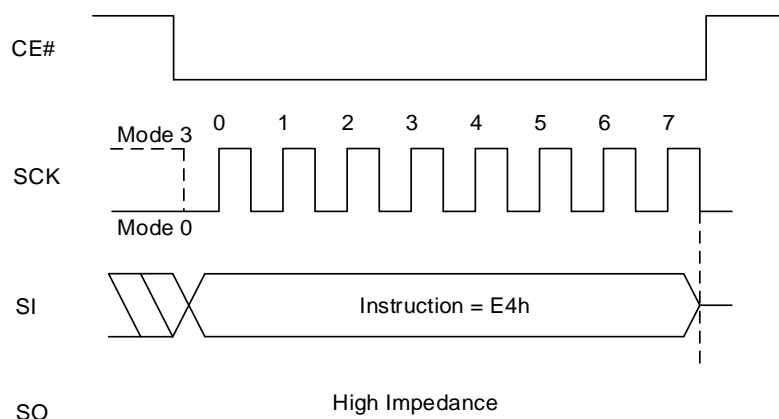 CE#
Mode 3
0 1 2 3 4 5 6 7
SCK
Mode 0
SI
Instruction = E4h
SO
High Impedance